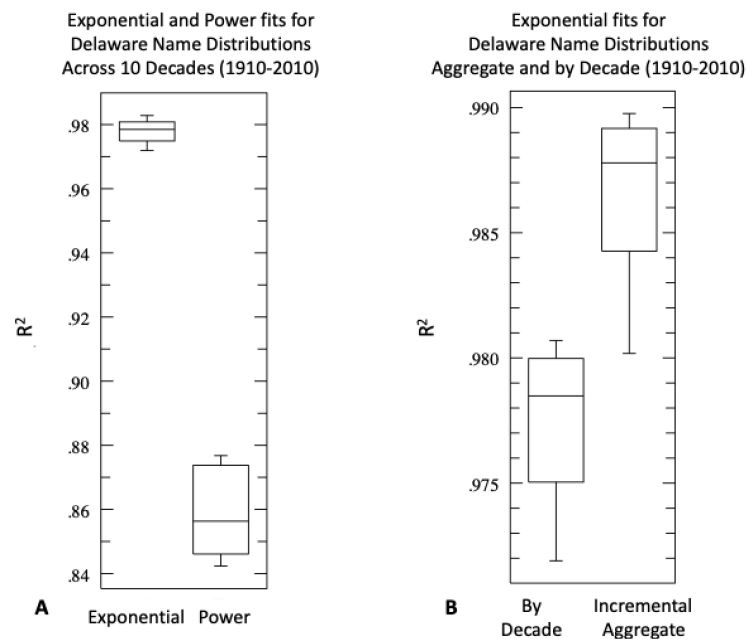 Exponential and Power fits for
Delaware Name Distributions
Across 10 Decades (1910-2010)
.98
.96
.94
.92
.90
.88
.86
.84
R²
A
Exponential Power
Exponential fits for
Delaware Name Distributions
Aggregate and by Decade (1910-2010)
.990
.985
.980
.975
R²
B
By
Decade
Incremental
Aggregate